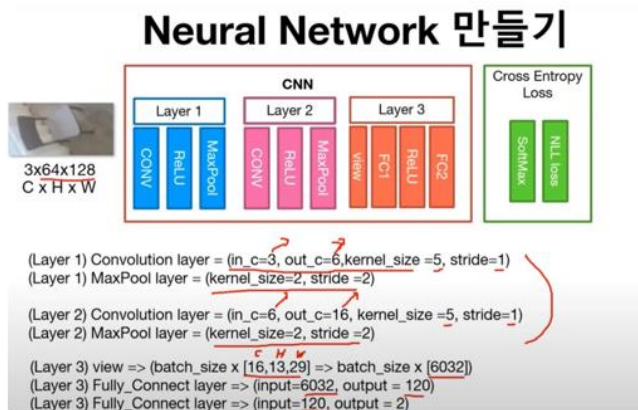 Neural Network 만들기
CNN
Cross Entropy
Loss
Layer 1
Layer 2
Layer 3
CONV
ReLU
MaxPool
CONV
ReLU
MaxPool
view
FC1
ReLU
FC2
SoftMax
NLL loss
3x64x128
C x H x W
(Layer 1) Convolution layer = (in_c=3, out_c=6,kernel_size =5, stride=1)
(Layer 1) MaxPool layer = (kernel_size=2, stride =2)
(Layer 2) Convolution layer = (in_c=6, out_c=16, kernel_size =5, stride=1)
(Layer 2) MaxPool layer = (kernel_size=2, stride =2)
C H W
(Layer 3) view => (batch_size x [16,13,29] => batch_size x [6032])
(Layer 3) Fully_Connect layer => (input=6032, output = 120)
(Layer 3) Fully_Connect layer => (input=120, output = 2)